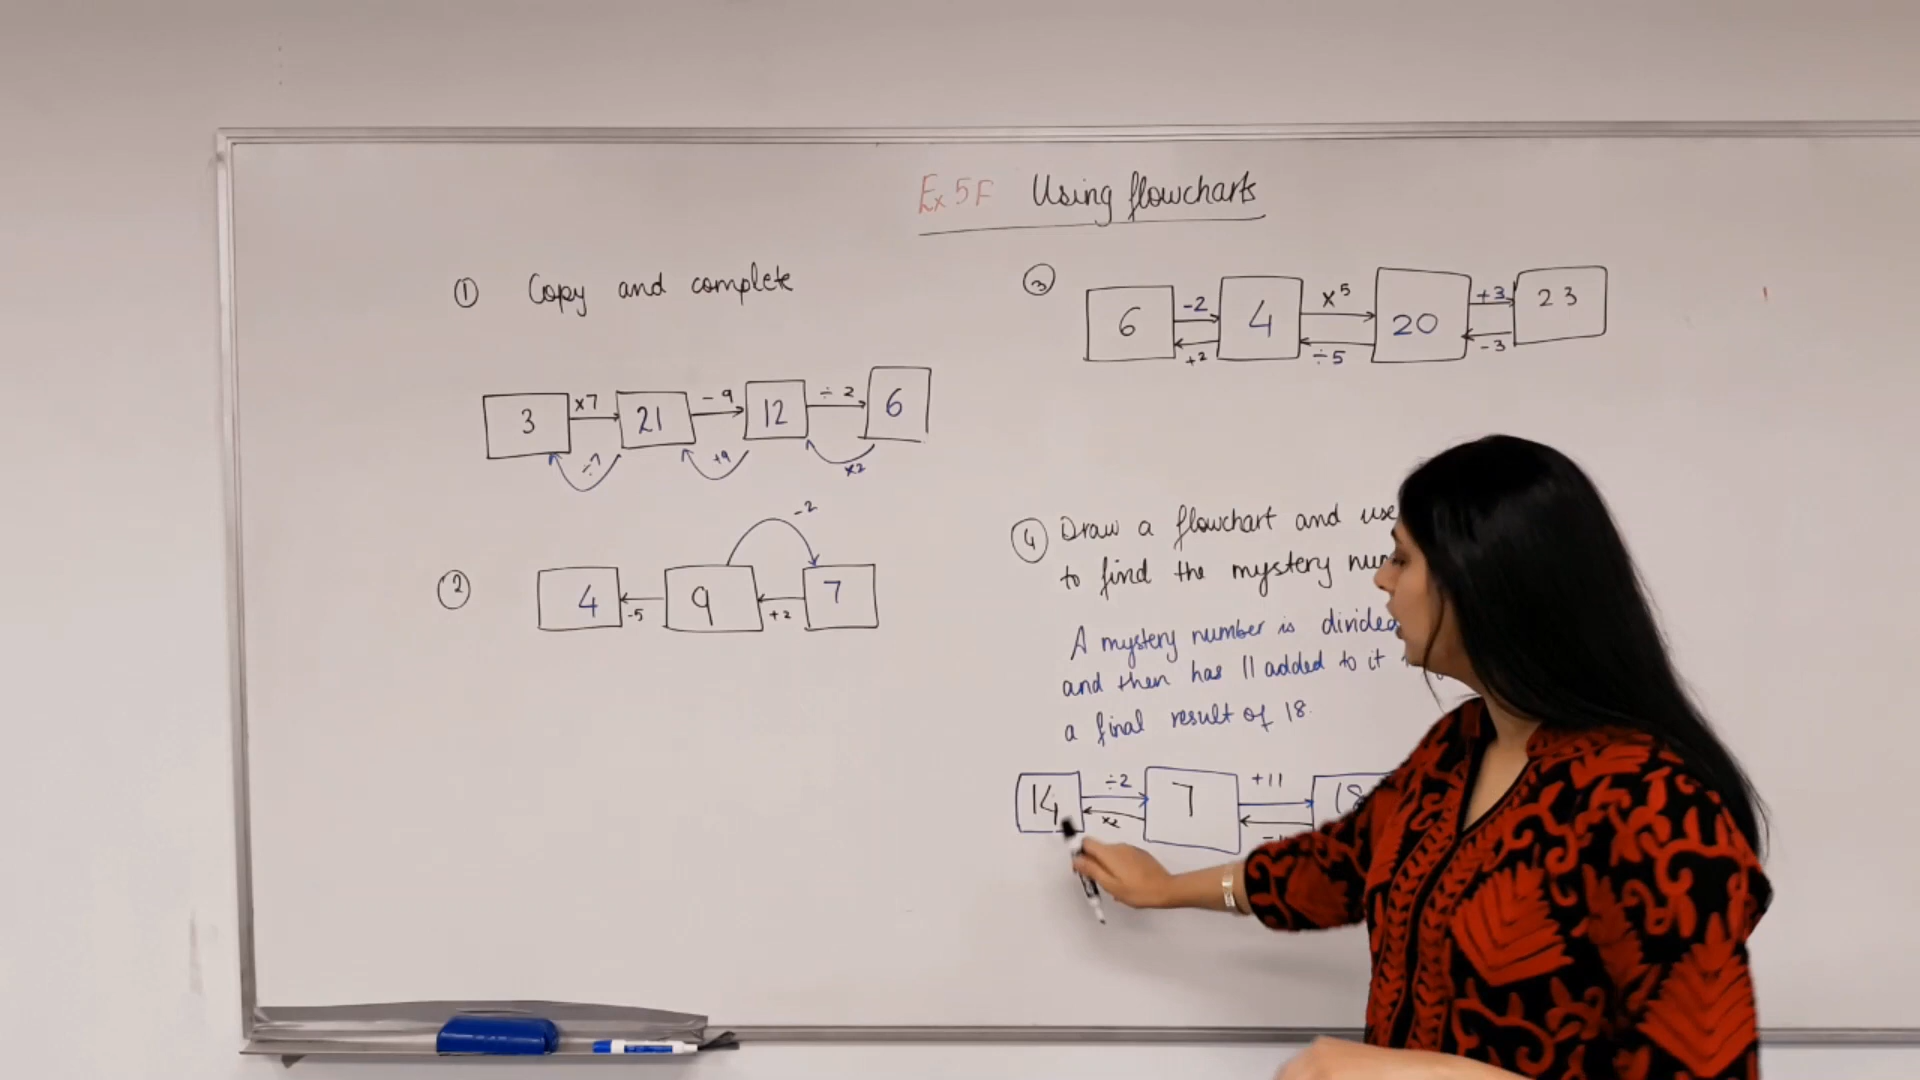 Ex 5F Using flowcharts
① Copy and complete
3 ×7 21 -9 12 ÷2 6
÷7 +9 ×2
② -2
4 -5 9 +2 7
③ 6 -2 4 ×5 20 +3 23
+2 ÷5 -3
④ Draw a flowchart and use
to find the mystery
A mystery number is divided
and then has 11 added to it
a final result of 18.
14 ÷2 7 +11 18
×2